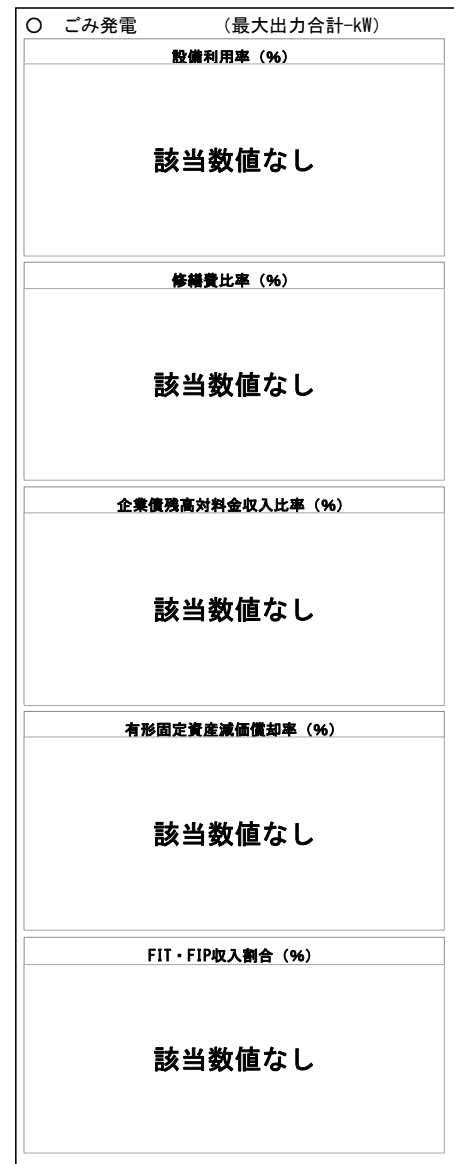 ○ ごみ発電 (最大出力合計-kW)
設備利用率(%)
該当数値なし
修繕費比率(%)
該当数値なし
企業債残高対料金収入比率(%)
該当数値なし
有形固定資産減価償却率(%)
該当数値なし
FIT・FIP収入割合(%)
該当数値なし